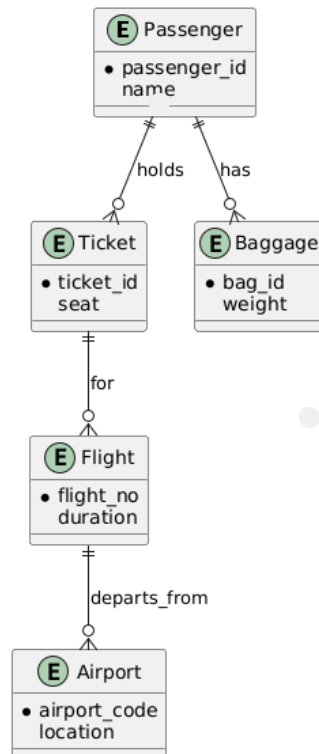 E Passenger
passenger_id
name
holds
has
E Ticket
ticket_id
seat
E Baggage
bag_id
weight
for
E Flight
flight_no
duration
departs_from
E Airport
airport_code
location